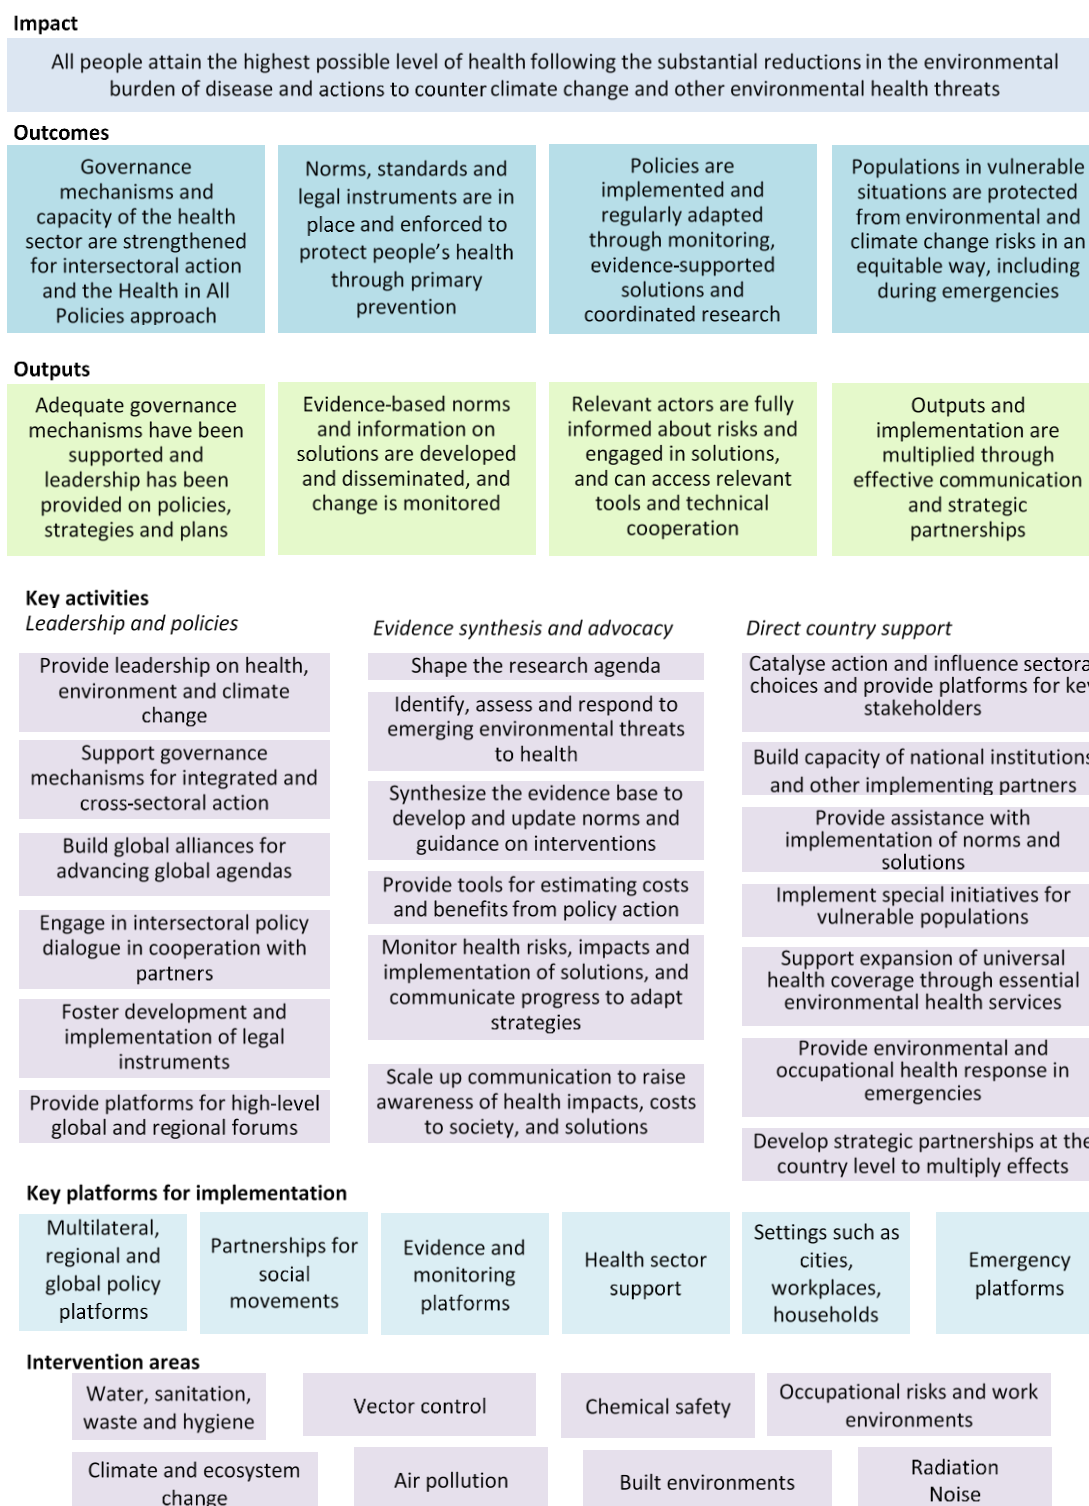 Impact
All people attain the highest possible level of health following the substantial reductions in the environmental
burden of disease and actions to counter climate change and other environmental health threats
Outcomes
Governance
mechanisms and
capacity of the health
sector are strengthened
for intersectoral action
and the Health in All
Policies approach
Norms, standards and
legal instruments are in
place and enforced to
protect people's health
through primary
prevention
Policies are
implemented and
regularly adapted
through monitoring,
evidence-supported
solutions and
coordinated research
Populations in vulnerable
situations are protected
from environmental and
climate change risks in an
equitable way, including
during emergencies
Outputs
Adequate governance
mechanisms have been
supported and
leadership has been
provided on policies,
strategies and plans
Evidence-based norms
and information on
solutions are developed
and disseminated, and
change is monitored
Relevant actors are fully
informed about risks and
engaged in solutions,
and can access relevant
tools and technical
cooperation
Outputs and
implementation are
multiplied through
effective communication
and strategic
partnerships
Key activities
Leadership and policies
Provide leadership on health,
environment and climate
change
Support governance
mechanisms for integrated and
cross-sectoral action
Build global alliances for
advancing global agendas
Engage in intersectoral policy
dialogue in cooperation with
partners
Foster development and
implementation of legal
instruments
Provide platforms for high-level
global and regional forums
Evidence synthesis and advocacy
Shape the research agenda
Identify, assess and respond to
emerging environmental threats
to health
Synthesize the evidence base to
develop and update norms and
guidance on interventions
Provide tools for estimating costs
and benefits from policy action
Monitor health risks, impacts and
implementation of solutions, and
communicate progress to adapt
strategies
Scale up communication to raise
awareness of health impacts, costs
to society, and solutions
Direct country support
Catalyse action and influence sectora
choices and provide platforms for key
stakeholders
Build capacity of national institutions
and other implementing partners
Provide assistance with
implementation of norms and
solutions
Implement special initiatives for
vulnerable populations
Support expansion of universal
health coverage through essential
environmental health services
Provide environmental and
occupational health response in
emergencies
Develop strategic partnerships at the
country level to multiply effects
Key platforms for implementation
Multilateral,
regional and
global policy
platforms
Partnerships for
social
movements
Evidence and
monitoring
platforms
Health sector
support
Settings such as
cities,
workplaces,
households
Emergency
platforms
Intervention areas
Water, sanitation,
waste and hygiene
Vector control
Chemical safety
Occupational risks and work
environments
Climate and ecosystem
change
Air pollution
Built environments
Radiation
Noise